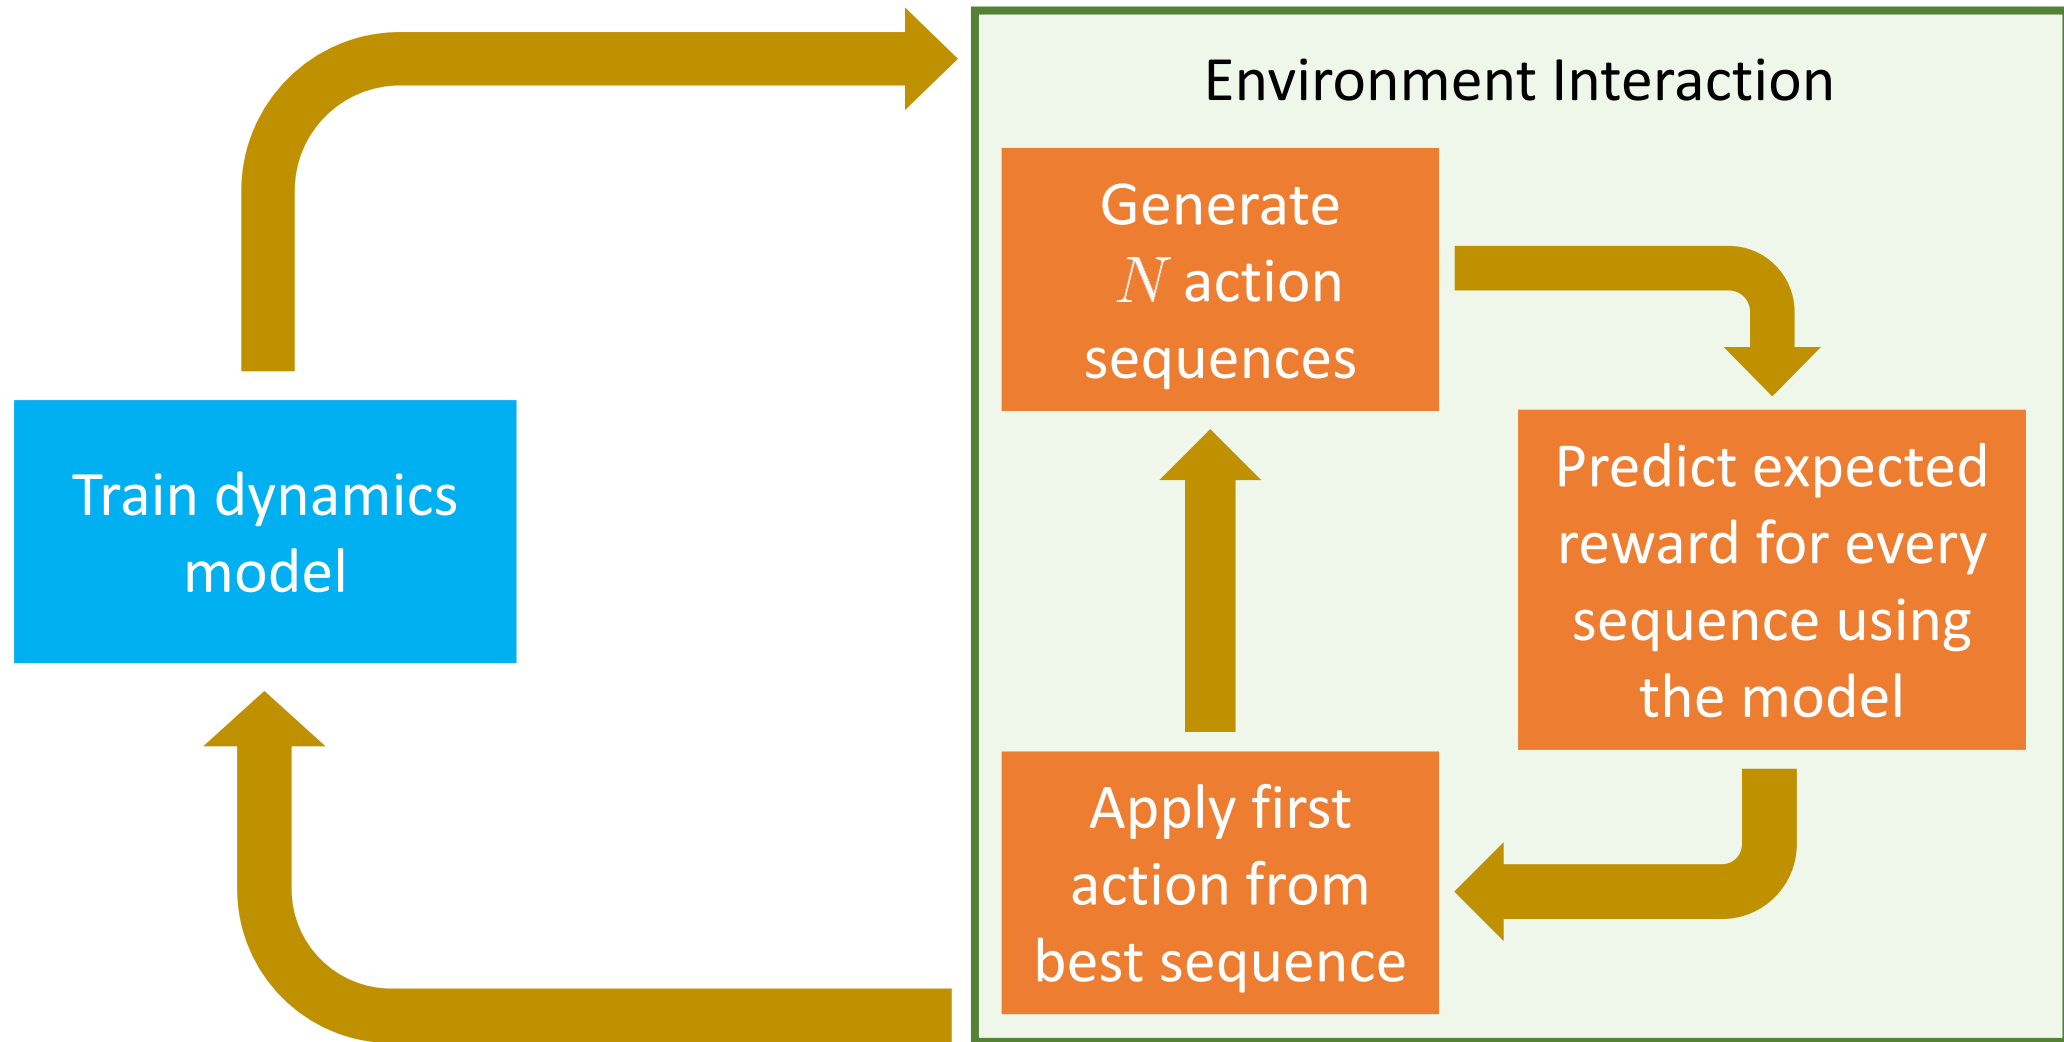 Environment Interaction
Generate
N action
sequences
Predict expected
reward for every
sequence using
the model
Train dynamics
model
Apply first
action from
best sequence